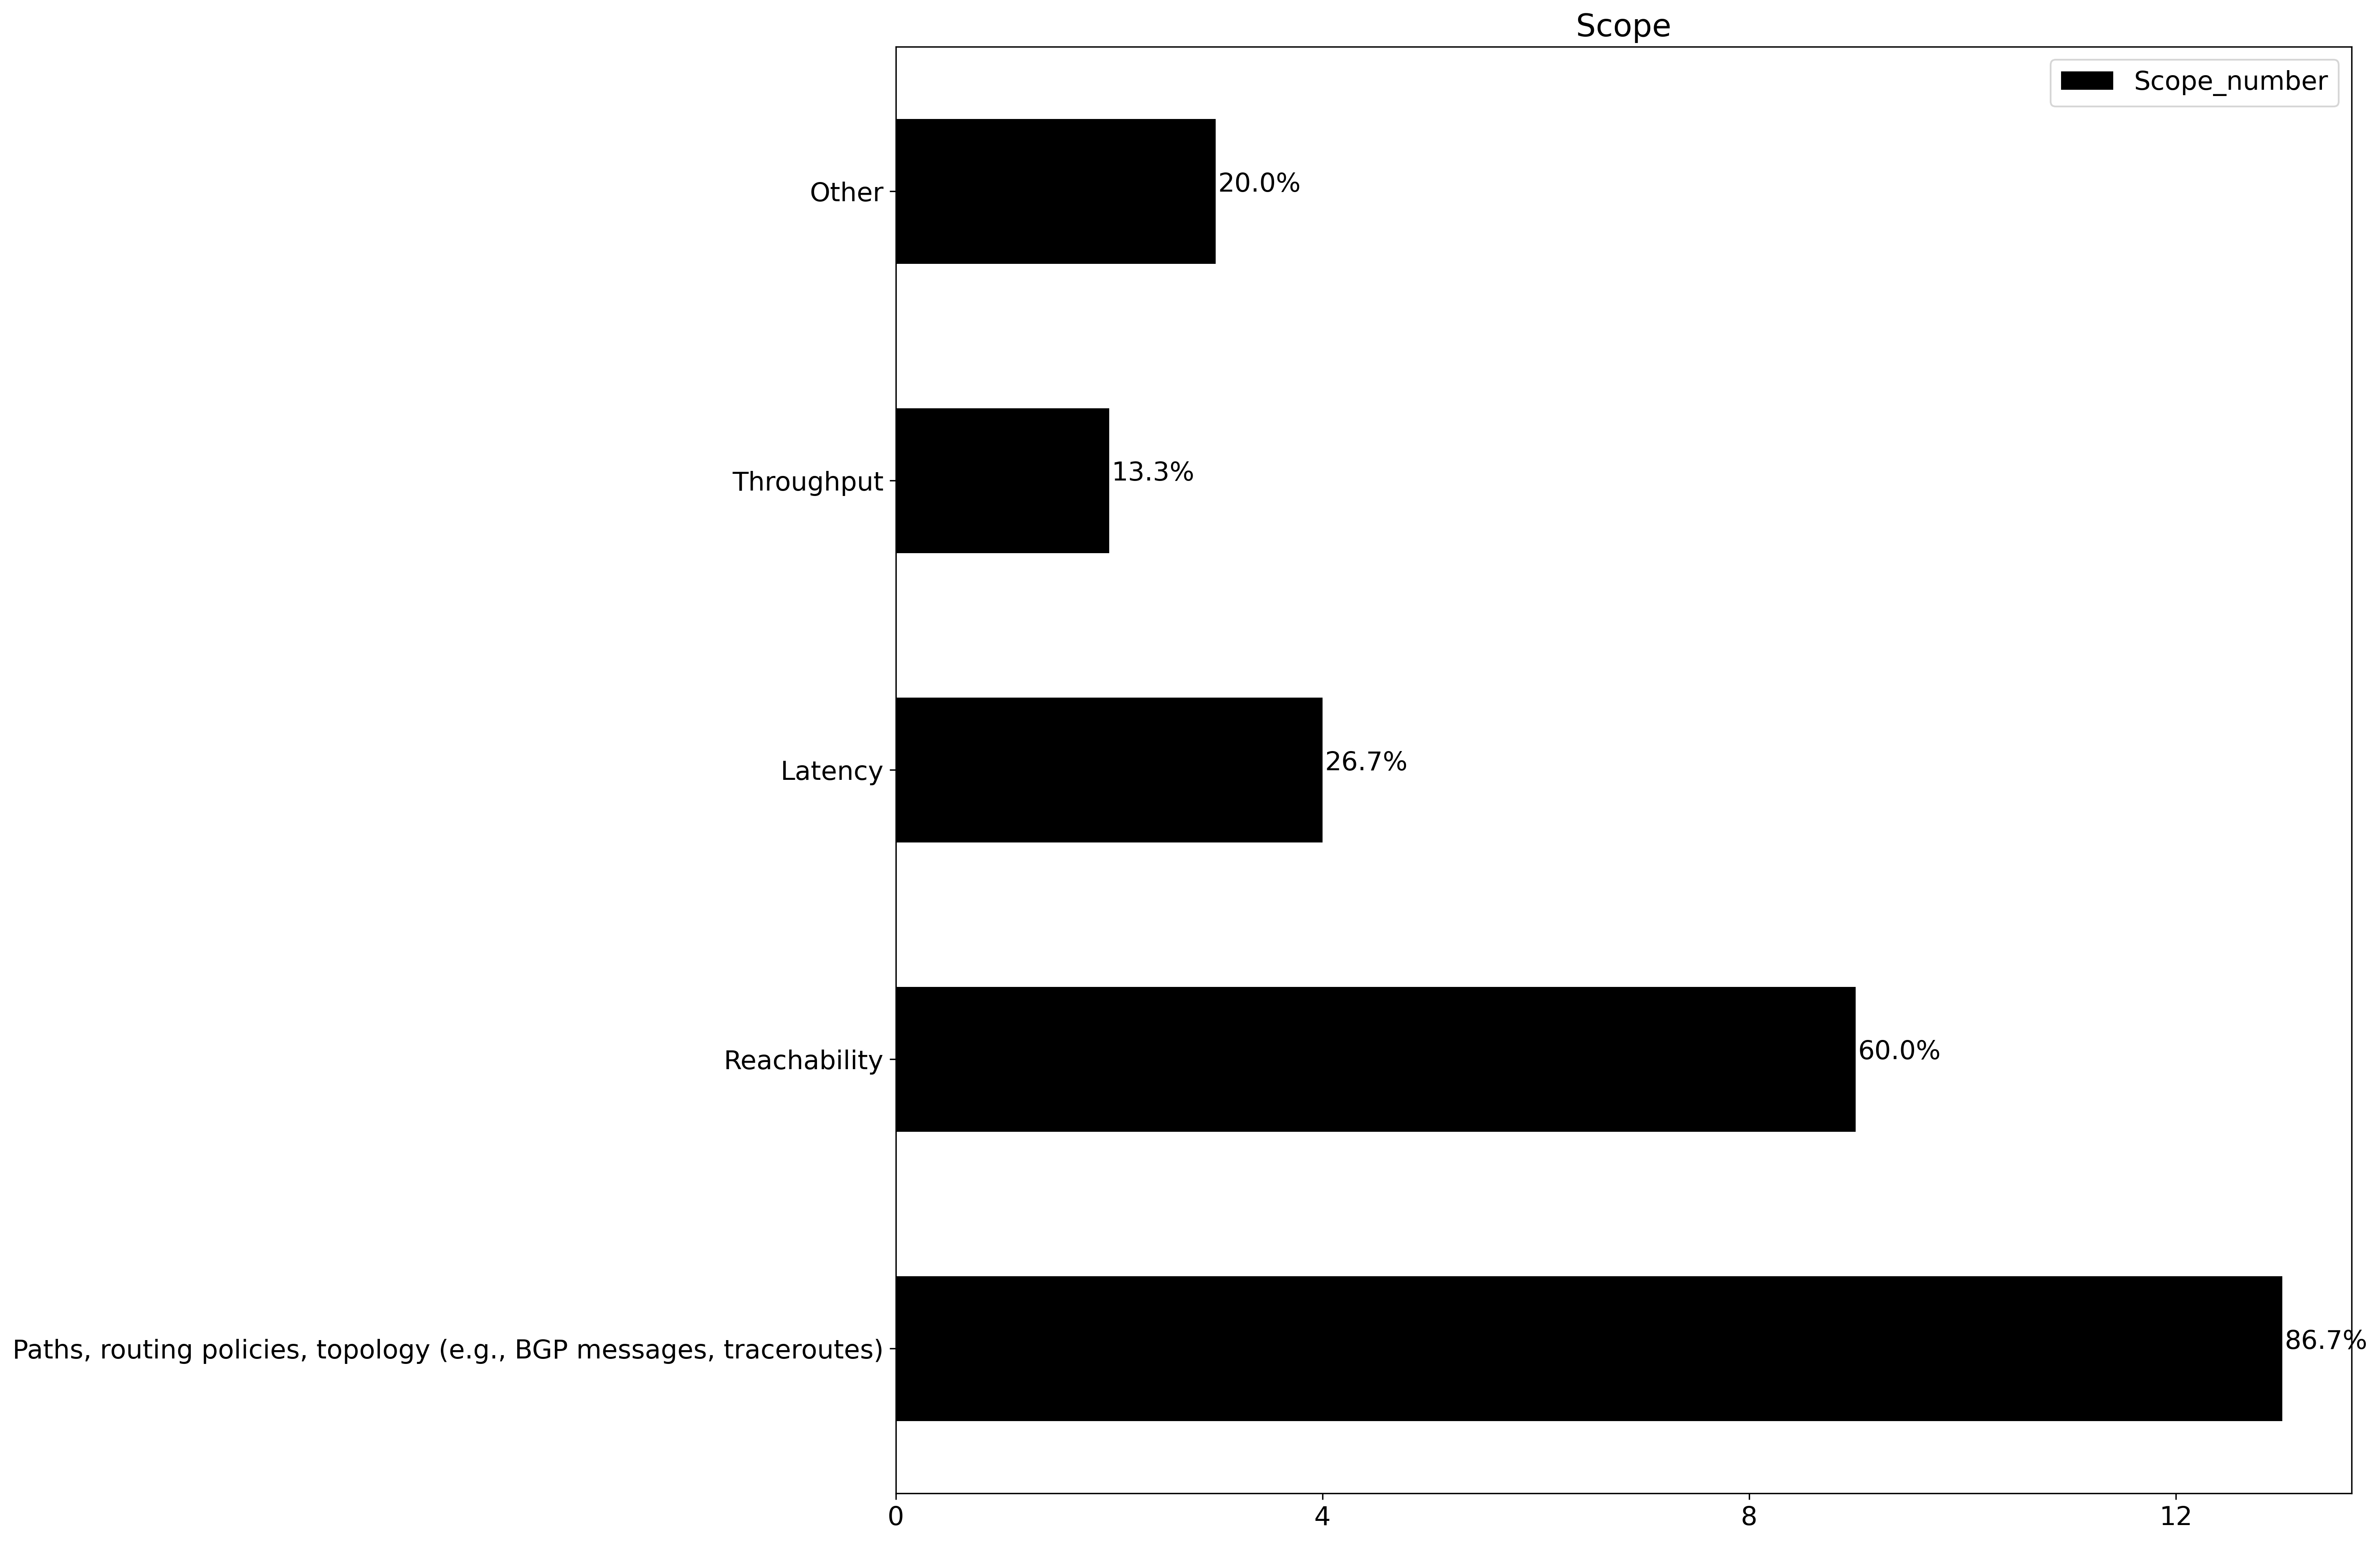 Scope
Scope_number
Other
20.0%
Throughput
13.3%
Latency
26.7%
Reachability
60.0%
Paths, routing policies, topology (e.g., BGP messages, traceroutes)
86.7%
0 4 8 12